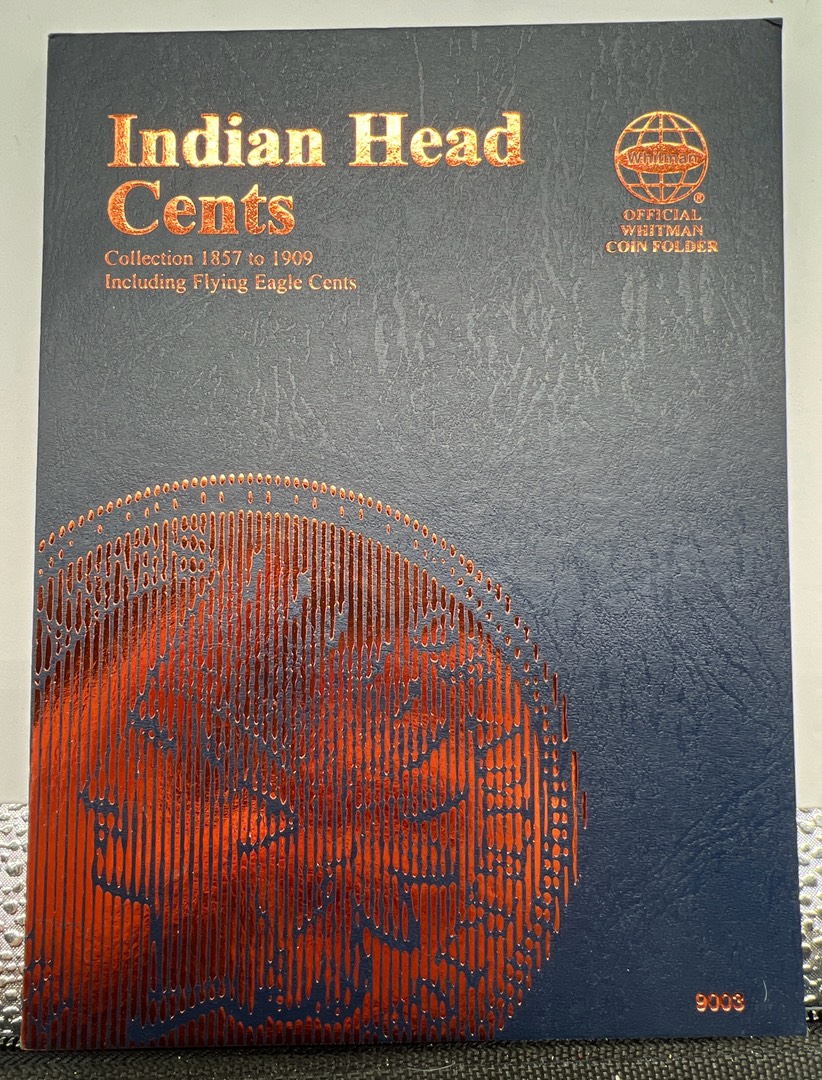 Indian Head
Cents
Collection 1857 to 1909
Including Flying Eagle Cents
Whitman
®
OFFICIAL
WHITMAN
COIN FOLDER
9003